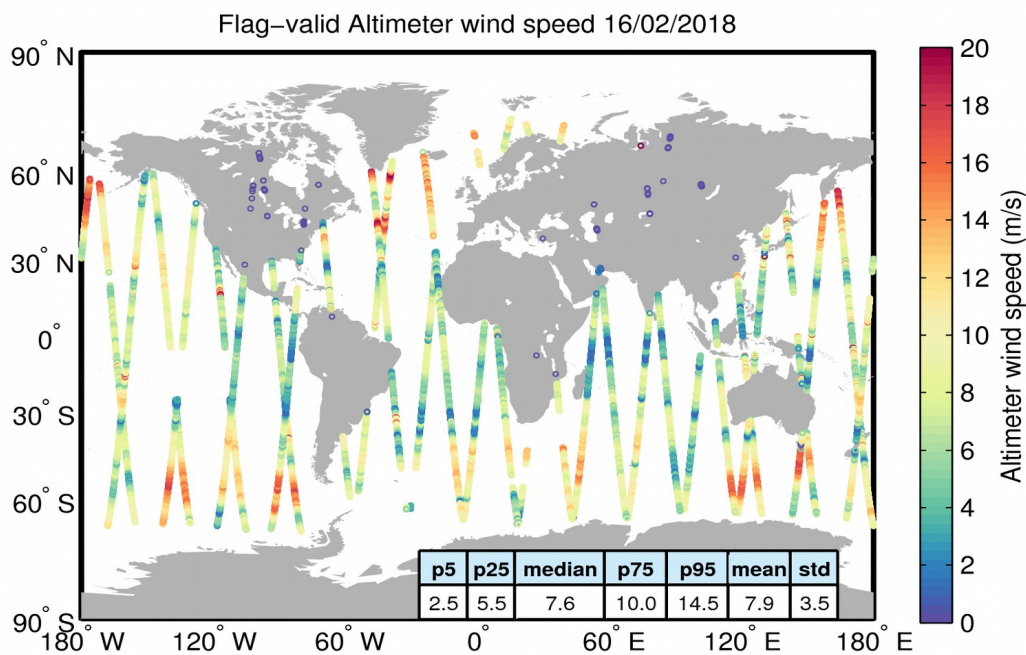 Flag−valid Altimeter wind speed 16/02/2018
90° N
60° N
30° N
0°
30° S
60° S
90° S
180° W 120° W 60° W 0° 60° E 120° E 180° E
p5 p25 median p75 p95 mean std
2.5 5.5 7.6 10.0 14.5 7.9 3.5
20
18
16
14
12
10
8
6
4
2
0
Altimeter wind speed (m/s)